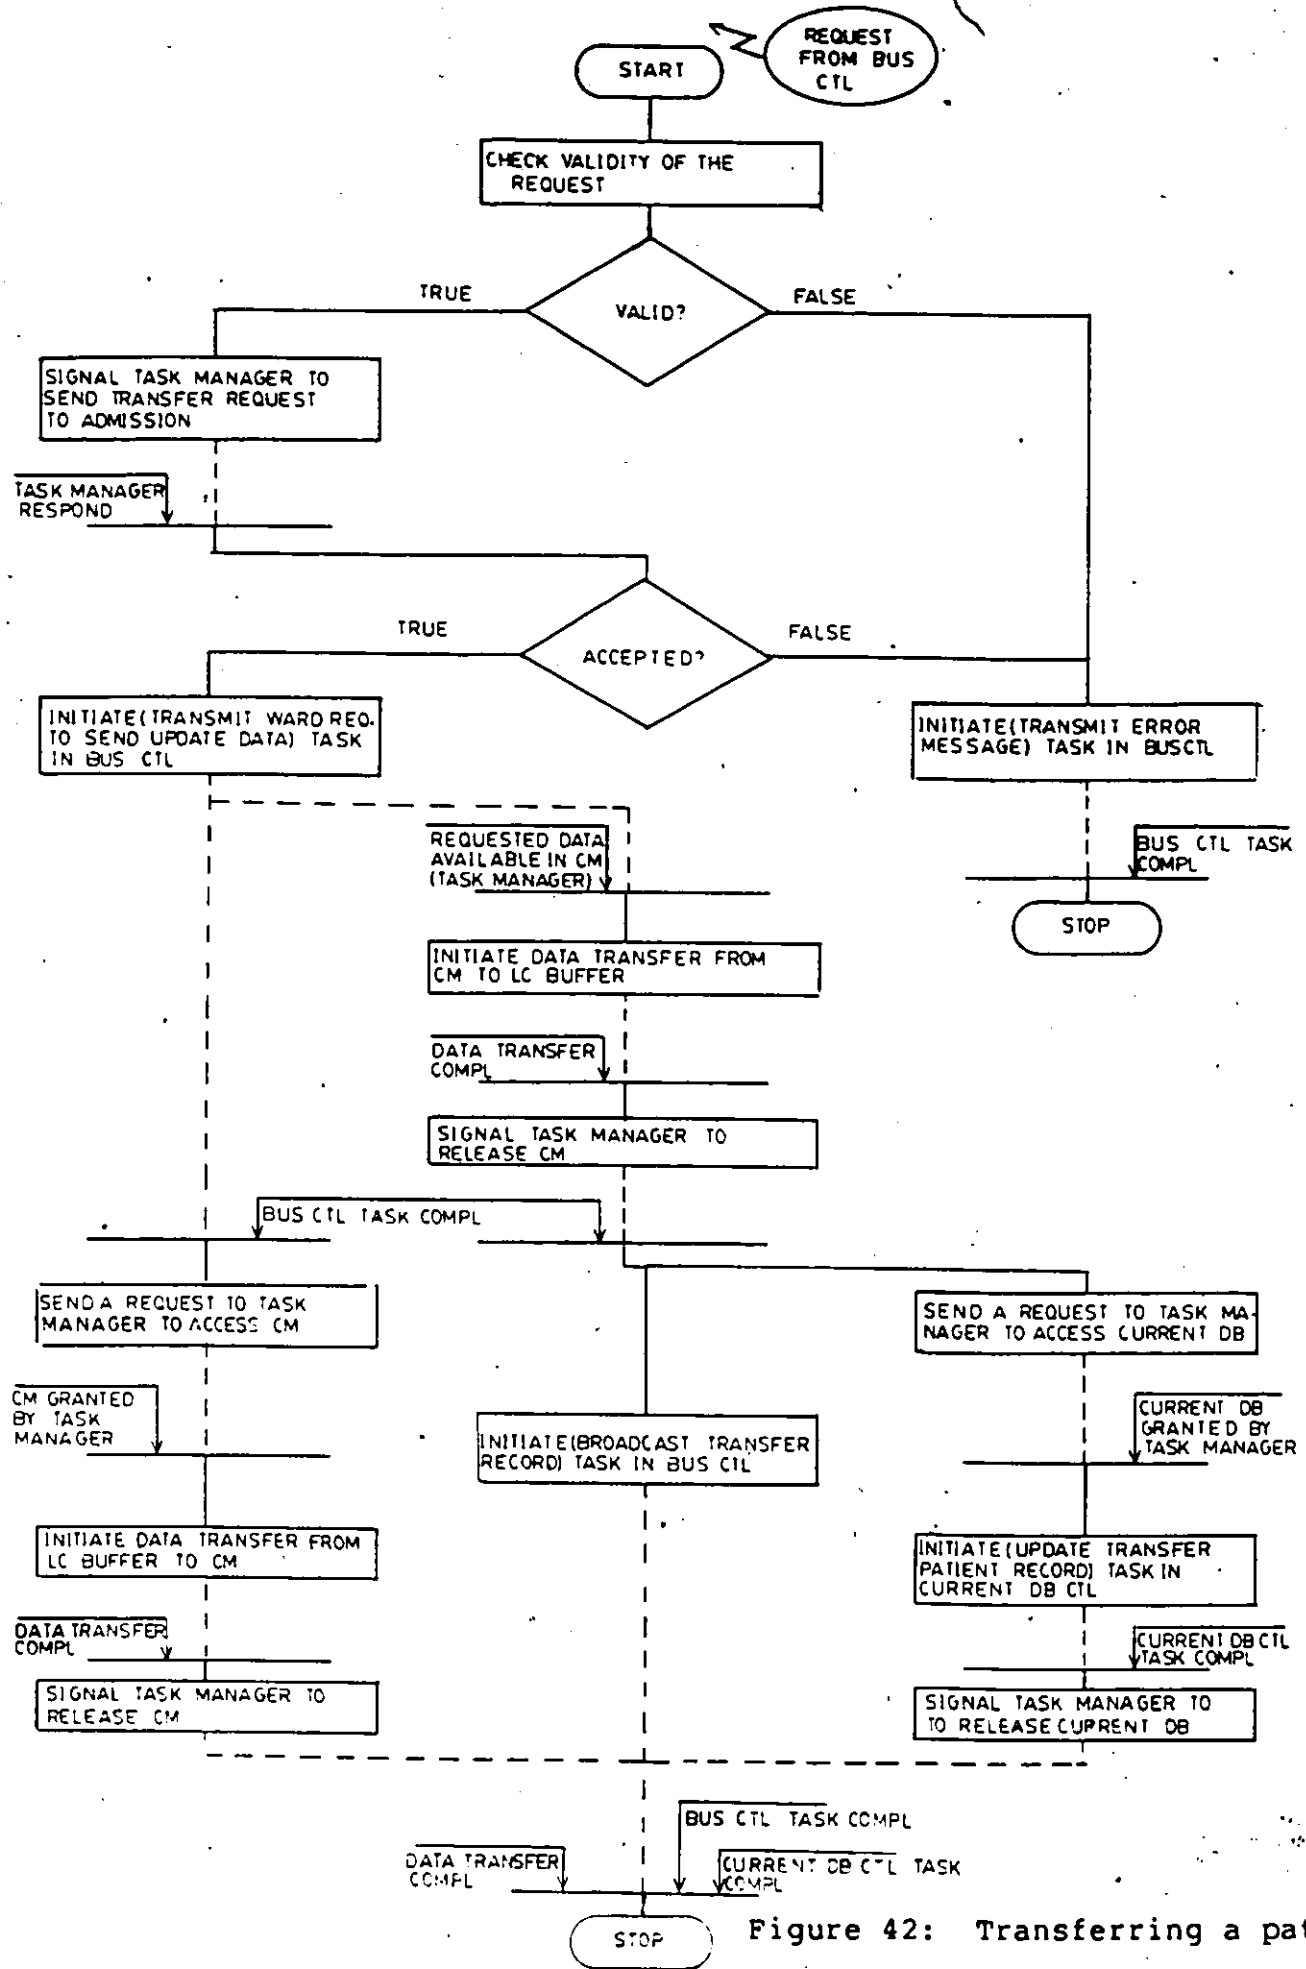 REQUEST
FROM BUS
CTL
START
CHECK VALIDITY OF THE
REQUEST
TRUE
VALID?
FALSE
SIGNAL TASK MANAGER TO
SEND TRANSFER REQUEST
TO ADMISSION
TASK MANAGER
RESPOND
TRUE
ACCEPTED?
FALSE
INITIATE(TRANSMIT WARD REQ.
TO SEND UPDATE DATA) TASK
IN BUS CTL
INITIATE(TRANSMIT ERROR
MESSAGE) TASK IN BUSCTL
REQUESTED DATA
AVAILABLE IN CM
(TASK MANAGER)
BUS CTL TASK
COMPL
STOP
INITIATE DATA TRANSFER FROM
CM TO LC BUFFER
DATA TRANSFER
COMPL
SIGNAL TASK MANAGER TO
RELEASE CM
BUS CTL TASK COMPL
SEND A REQUEST TO TASK
MANAGER TO ACCESS CM
SEND A REQUEST TO TASK MA-
NAGER TO ACCESS CURRENT DB
CM GRANTED
BY TASK
MANAGER
INITIATE(BROADCAST TRANSFER
RECORD) TASK IN BUS CTL
CURRENT DB
GRANTED BY
TASK MANAGER
INITIATE DATA TRANSFER FROM
LC BUFFER TO CM
INITIATE(UPDATE TRANSFER
PATIENT RECORD) TASK IN
CURRENT DB CTL
DATA TRANSFER
COMPL
CURRENT DB CTL
TASK COMPL
SIGNAL TASK MANAGER TO
RELEASE CM
SIGNAL TASK MANAGER TO
TO RELEASE CURRENT DB
BUS CTL TASK COMPL
DATA TRANSFER
COMPL
CURRENT DB CTL TASK
COMPL
STOP
Figure 42: Transferring a pat